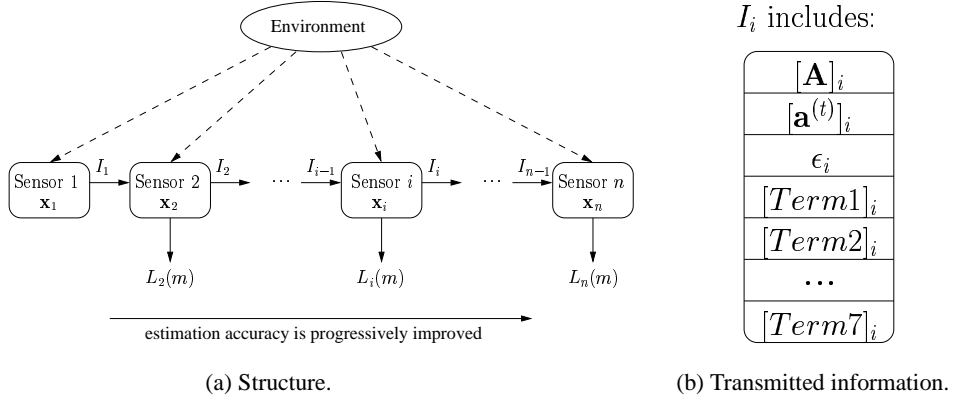 Environment
I_1 I_2 I_{i-1} I_i I_{n-1}
Sensor 1 Sensor 2 ... Sensor i ... Sensor n
x_1 x_2 x_i x_n
L_2(m) L_i(m) L_n(m)
estimation accuracy is progressively improved
(a) Structure.
I_i includes:
[A]_i
[a^{(t)}]_i
ϵ_i
[Term1]_i
[Term2]_i
...
[Term7]_i
(b) Transmitted information.